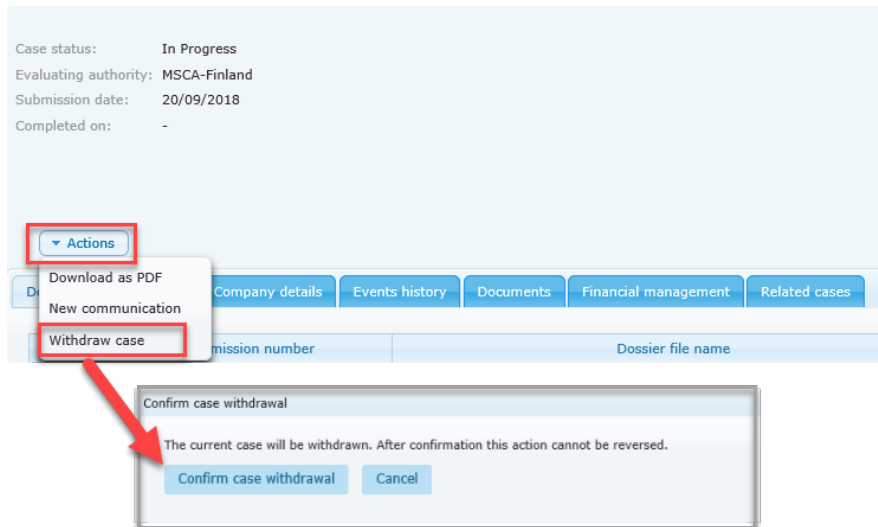 Case status: In Progress
Evaluating authority: MSCA-Finland
Submission date: 20/09/2018
Completed on: -
Actions
Download as PDF
New communication
Withdraw case
Company details Events history Documents Financial management Related cases
number Dossier file name
Confirm case withdrawal
The current case will be withdrawn. After confirmation this action cannot be reversed.
Confirm case withdrawal Cancel